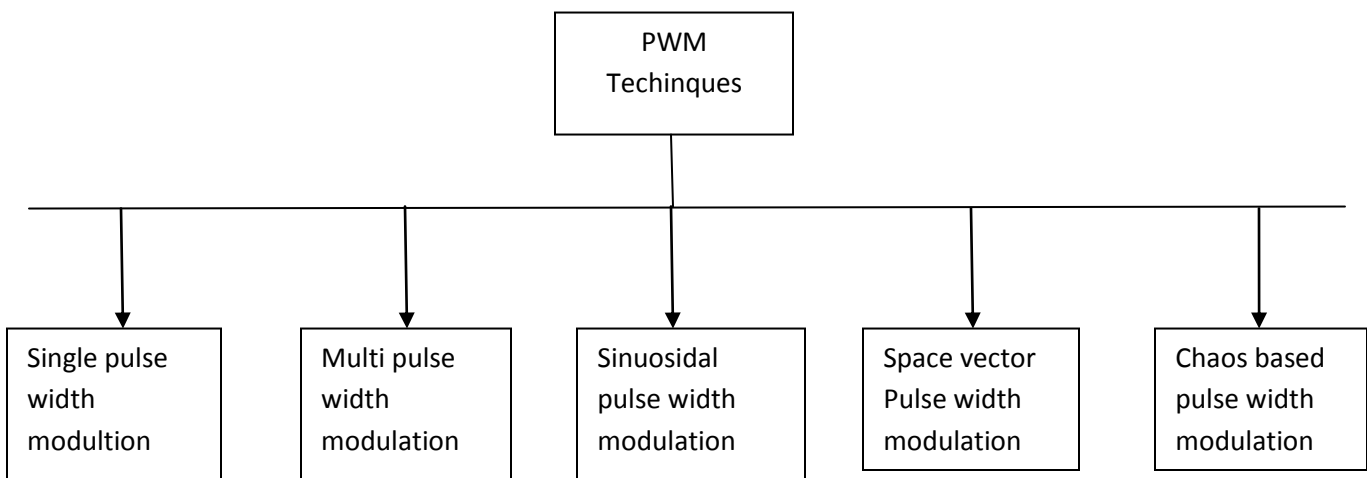 PWM
Techinques
Single pulse
width
modultion
Multi pulse
width
modulation
Sinuosidal
pulse width
modulation
Space vector
Pulse width
modulation
Chaos based
pulse width
modulation